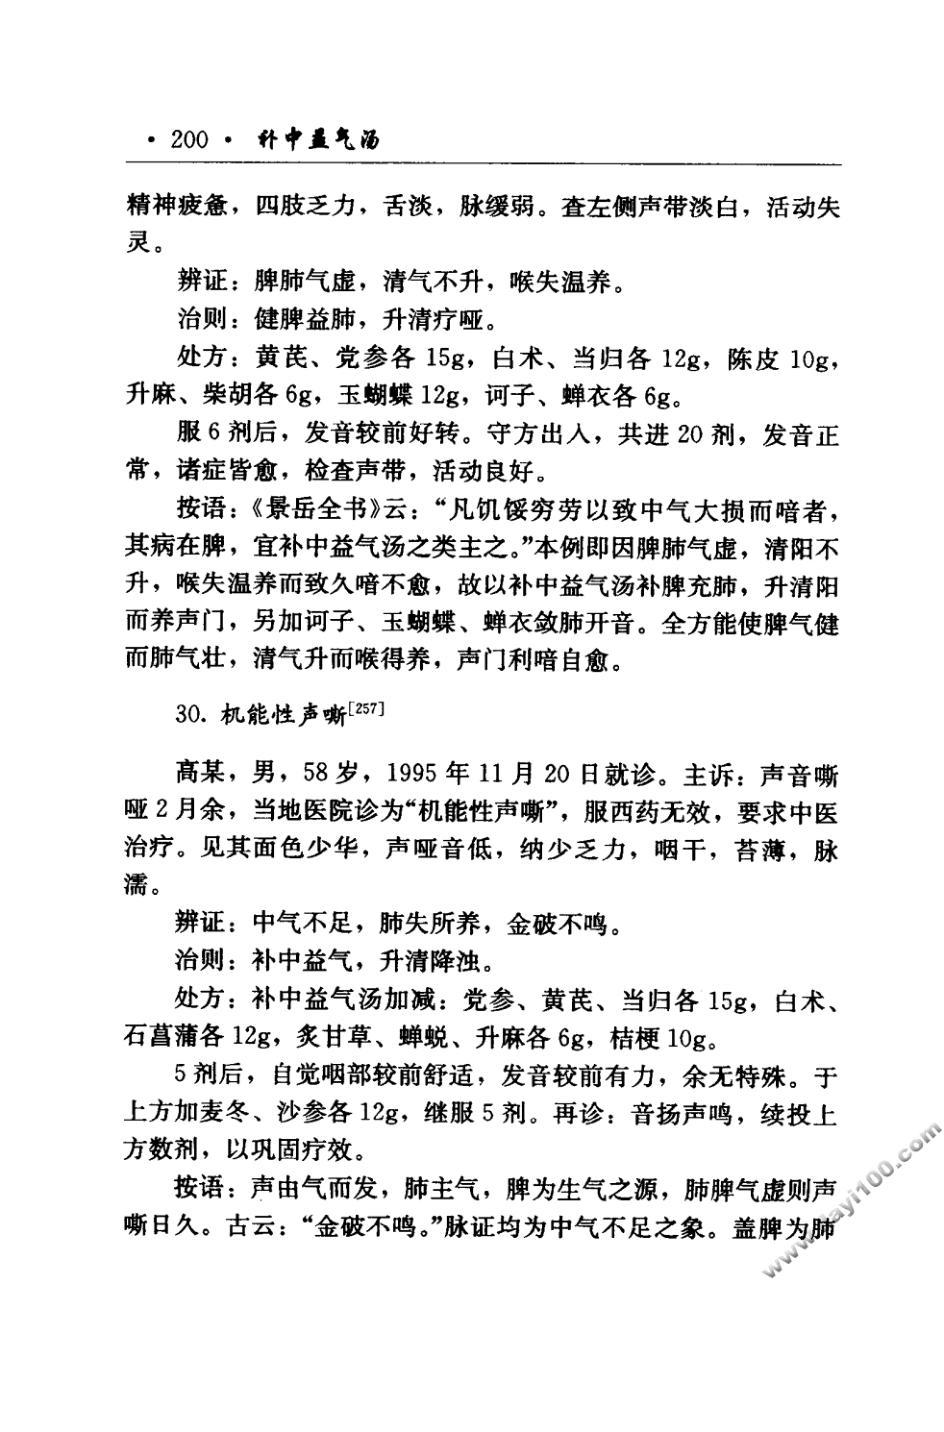 · 200 · 补中益气汤
精神疲惫，四肢乏力，舌淡，脉缓弱。查左侧声带淡白，活动失
灵。
辨证：脾肺气虚，清气不升，喉失温养。
治则：健脾益肺，升清疗哑。
处方：黄芪、党参各 15g，白术、当归各 12g，陈皮 10g，
升麻、柴胡各 6g，玉蝴蝶 12g，诃子、蝉衣各 6g。
服 6 剂后，发音较前好转。守方出入，共进 20 剂，发音正
常，诸症皆愈，检查声带，活动良好。
按语：《景岳全书》云：“凡饥馁穷劳以致中气大损而喑者，
其病在脾，宜补中益气汤之类主之。”本例即因脾肺气虚，清阳不
升，喉失温养而致久喑不愈，故以补中益气汤补脾充肺，升清阳
而养声门，另加诃子、玉蝴蝶、蝉衣敛肺开音。全方能使脾气健
而肺气壮，清气升而喉得养，声门利喑自愈。
30. 机能性声嘶[257]
高某，男，58 岁，1995 年 11 月 20 日就诊。主诉：声音嘶
哑 2 月余，当地医院诊为“机能性声嘶”，服西药无效，要求中医
治疗。见其面色少华，声哑音低，纳少乏力，咽干，苔薄，脉
濡。
辨证：中气不足，肺失所养，金破不鸣。
治则：补中益气，升清降浊。
处方：补中益气汤加减：党参、黄芪、当归各 15g，白术、
石菖蒲各 12g，炙甘草、蝉蜕、升麻各 6g，桔梗 10g。
5 剂后，自觉咽部较前舒适，发音较前有力，余无特殊。于
上方加麦冬、沙参各 12g，继服 5 剂。再诊：音扬声鸣，续投上
方数剂，以巩固疗效。
按语：声由气而发，肺主气，脾为生气之源，肺脾气虚则声
嘶日久。古云：“金破不鸣。”脉证均为中气不足之象。盖脾为肺